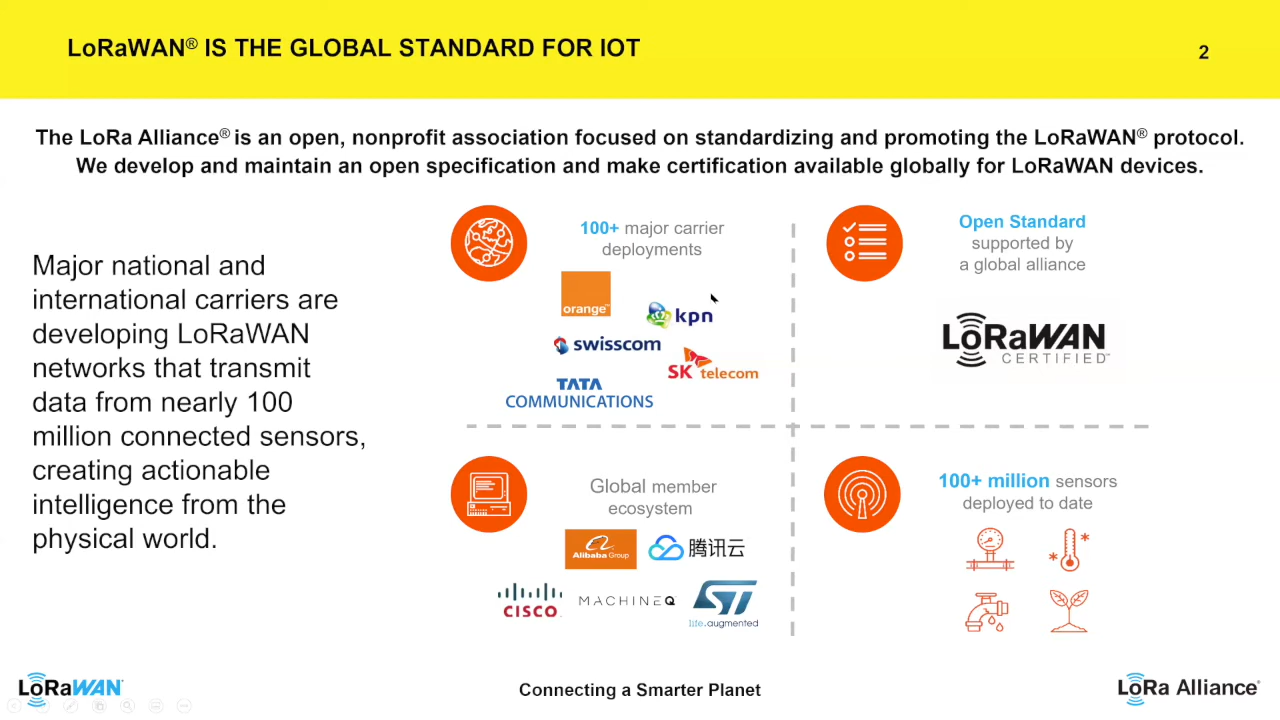 LoRaWAN® IS THE GLOBAL STANDARD FOR IOT
2
The LoRa Alliance® is an open, nonprofit association focused on standardizing and promoting the LoRaWAN® protocol.
We develop and maintain an open specification and make certification available globally for LoRaWAN devices.
Major national and
international carriers are
developing LoRaWAN
networks that transmit
data from nearly 100
million connected sensors,
creating actionable
intelligence from the
physical world.
100+ major carrier
deployments
orange™
kpn
swisscom
SK telecom
TATA
COMMUNICATIONS
Open Standard
supported by
a global alliance
LoRaWAN
CERTIFIED™
Global member
ecosystem
Alibaba Group
腾讯云
CISCO
MACHINEQ
ST
life.augmented
100+ million sensors
deployed to date
LoRaWAN®
Connecting a Smarter Planet
LoRa Alliance®